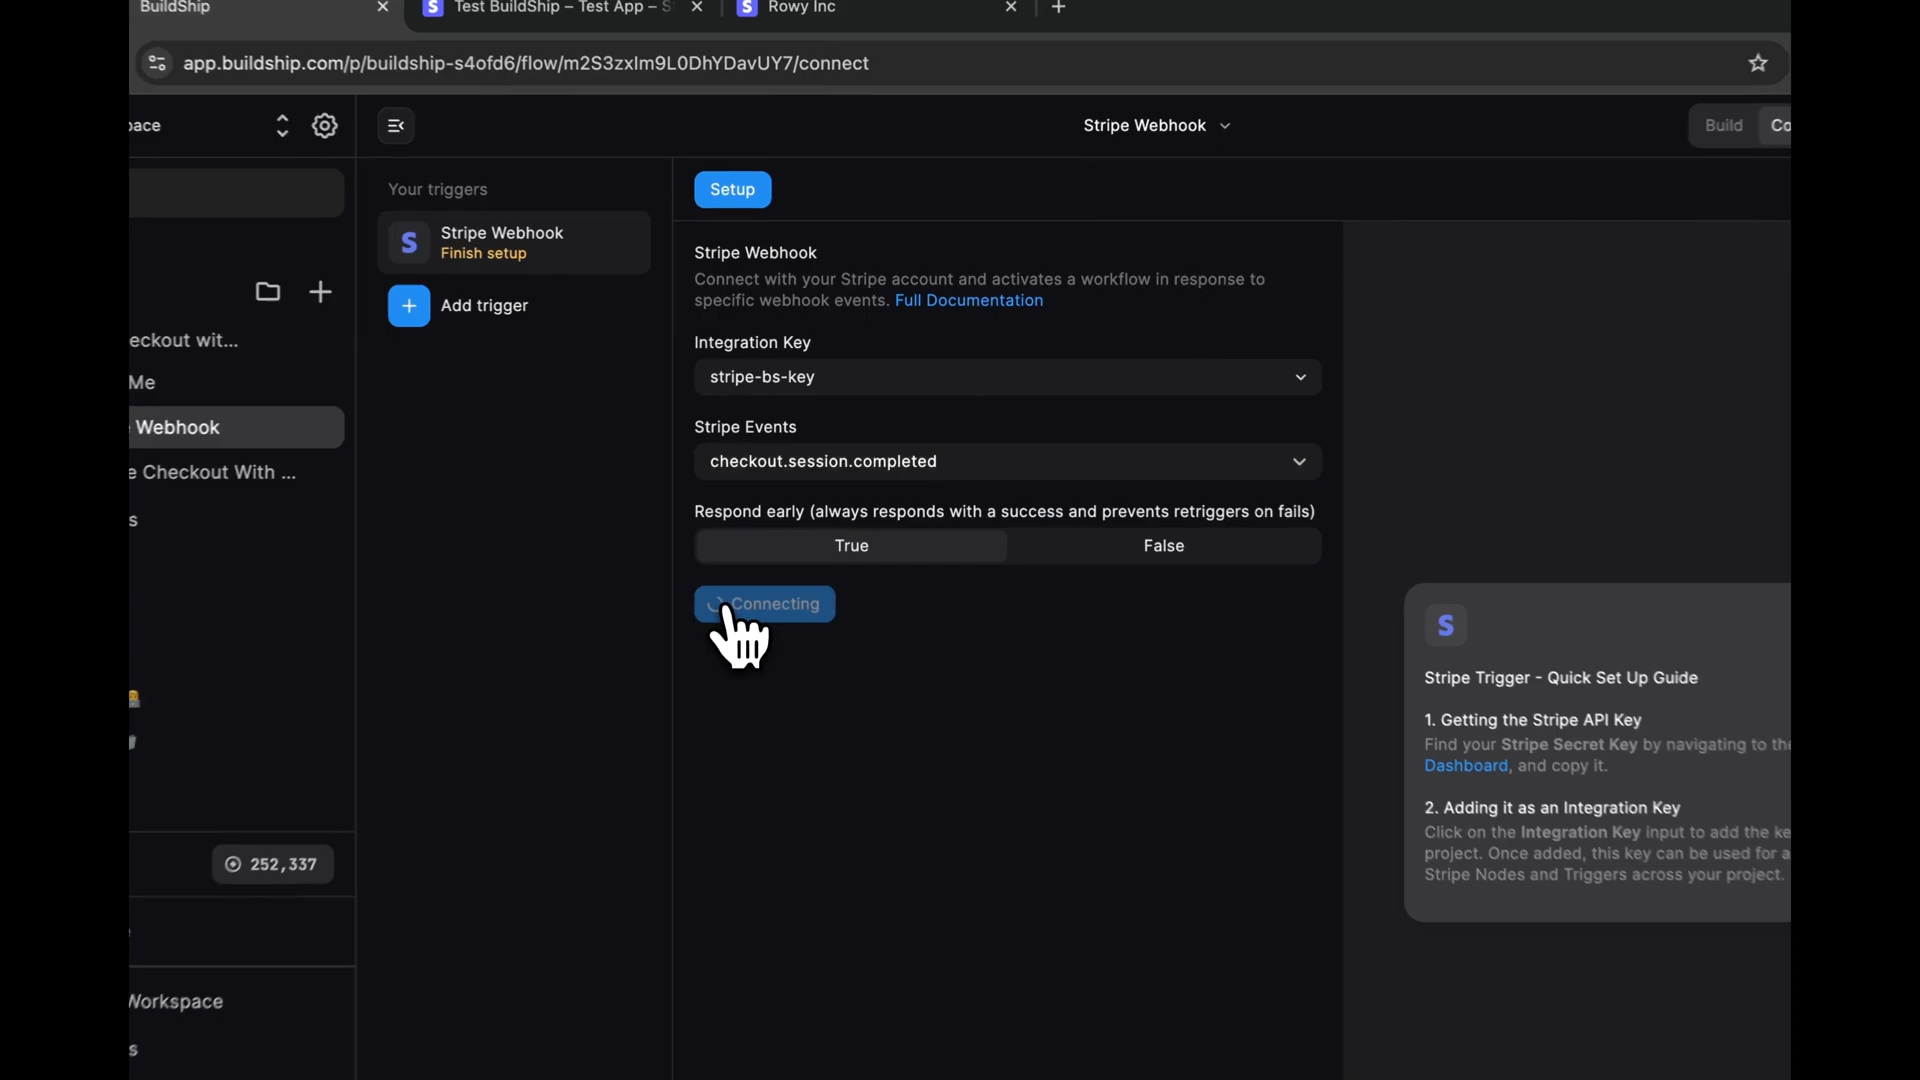 BuildShip
Test BuildShip – Test App – S
Rowy Inc
app.buildship.com/p/buildship-s4ofd6/flow/m2S3zxIm9L0DhYDavUY7/connect
pace
Stripe Webhook
Build
Co
Your triggers
Stripe Webhook
Finish setup
Add trigger
Setup
Stripe Webhook
Connect with your Stripe account and activates a workflow in response to
specific webhook events. Full Documentation
Integration Key
stripe-bs-key
Stripe Events
checkout.session.completed
Respond early (always responds with a success and prevents retriggers on fails)
True
False
Connecting
eckout wit...
Me
Webhook
e Checkout With ...
s
252,337
Workspace
s
S
Stripe Trigger - Quick Set Up Guide
1. Getting the Stripe API Key
Find your Stripe Secret Key by navigating to the
Dashboard, and copy it.
2. Adding it as an Integration Key
Click on the Integration Key input to add the ke
project. Once added, this key can be used for a
Stripe Nodes and Triggers across your project.